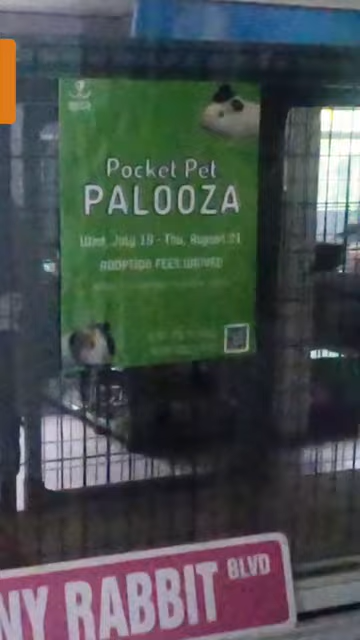 Pocket Pet
PALOOZA
Wed, July 19 - Thu, August 31
ADOPTION FEES WAIVED
NY RABBIT BLVD